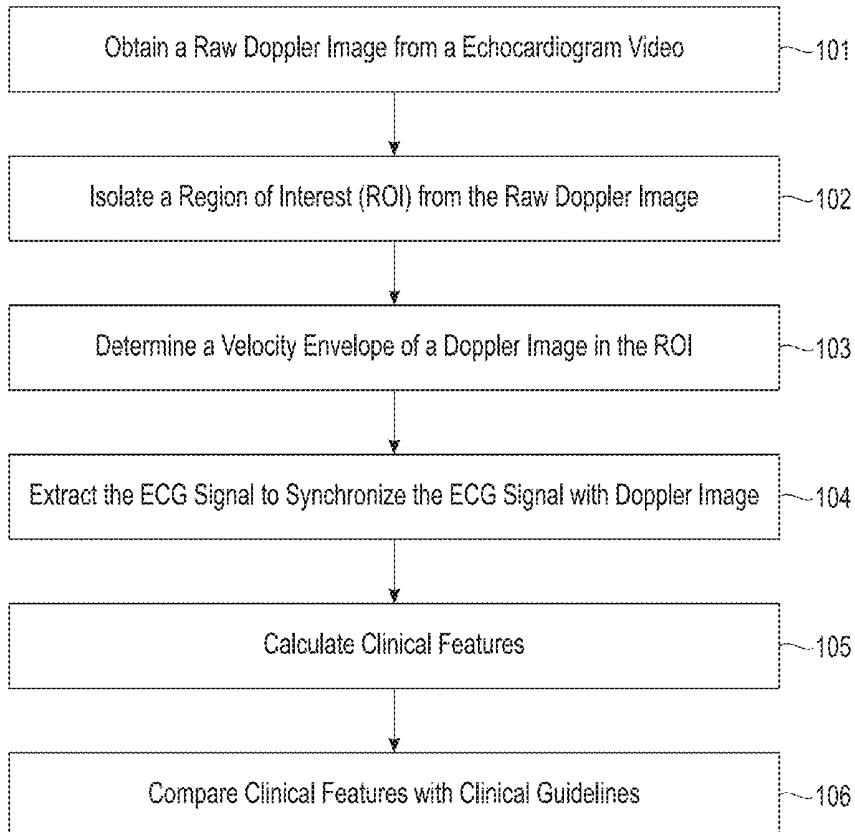 Obtain a Raw Doppler Image from a Echocardiogram Video
101
Isolate a Region of Interest (ROI) from the Raw Doppler Image
102
Determine a Velocity Envelope of a Doppler Image in the ROI
103
Extract the ECG Signal to Synchronize the ECG Signal with Doppler Image
104
Calculate Clinical Features
105
Compare Clinical Features with Clinical Guidelines
106